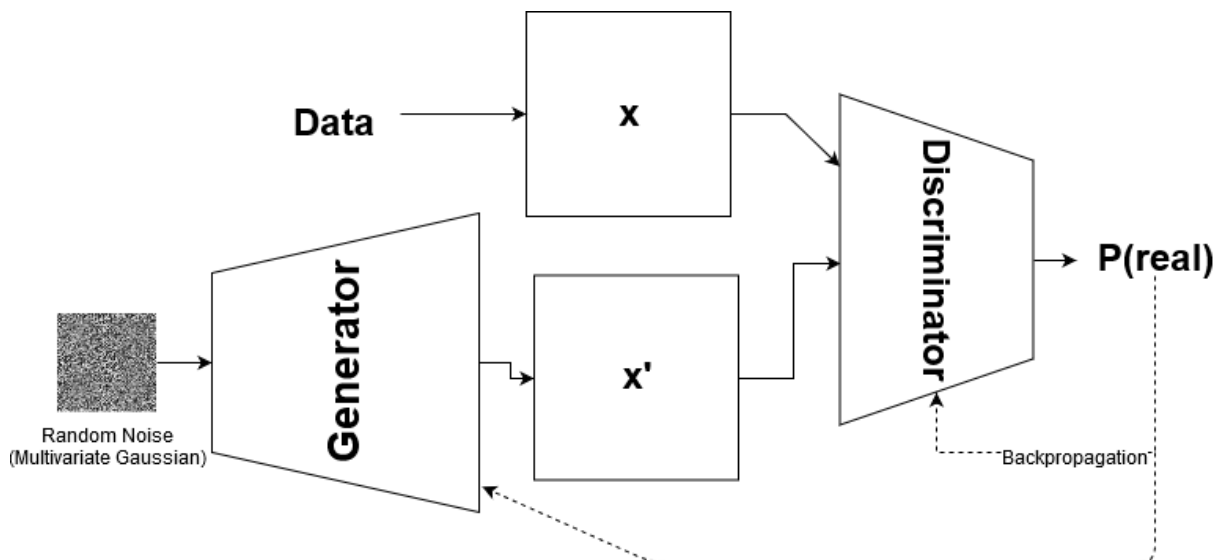 Data
x
Discriminator
P(real)
Generator
x'
Random Noise
(Multivariate Gaussian)
Backpropagation